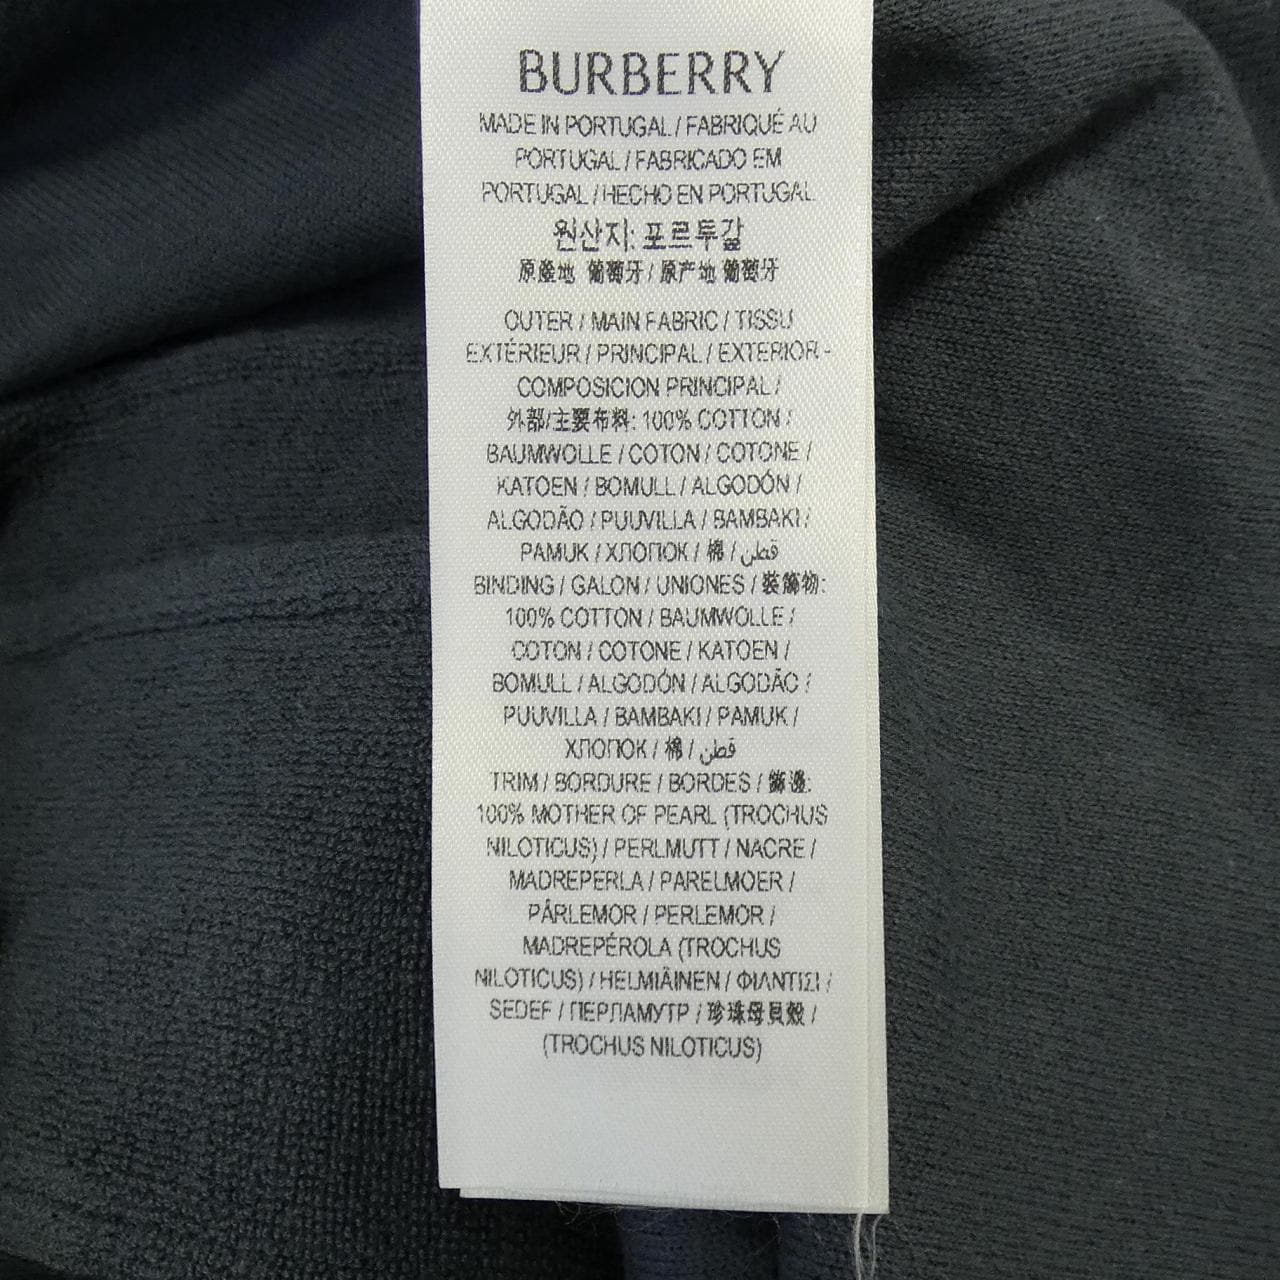 BURBERRY
MADE IN PORTUGAL / FABRIQUÉ AU
PORTUGAL / FABRICADO EM
PORTUGAL / HECHO EN PORTUGAL
원산지: 포르투갈
原產地 葡萄牙 / 原产地 葡萄牙
OUTER / MAIN FABRIC / TISSU
EXTÉRIEUR / PRINCIPAL / EXTERIOR -
COMPOSICION PRINCIPAL /
外部/主要布料: 100% COTTON /
BAUMWOLLE / COTON / COTONE /
KATOEN / BOMULL / ALGODÓN /
ALGODÃO / PUUVILLA / BAMBAKI /
PAMUK / ХЛОПОК / 棉 / قطن
BINDING / GALON / UNIONES / 裝飾物:
100% COTTON / BAUMWOLLE /
COTON / COTONE / KATOEN /
BOMULL / ALGODÓN / ALGODÃO /
PUUVILLA / BAMBAKI / PAMUK /
ХЛОПОК / 棉 / قطن
TRIM / BORDURE / BORDES / 飾邊:
100% MOTHER OF PEARL (TROCHUS
NILOTICUS) / PERLMUTT / NACRE /
MADREPERLA / PARELMOER /
PÄRLEMOR / PERLEMOR /
MADREPÉROLA (TROCHUS
NILOTICUS) / HELMIÄINEN / ΦΙΛΝΤΙΣΙ /
SEDEF / ПЕРЛАМУТР / 珍珠母貝殼 /
(TROCHUS NILOTICUS)